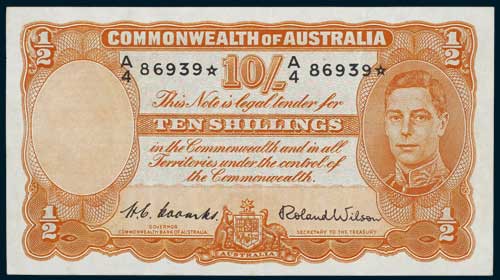 COMMONWEALTH OF AUSTRALIA
1/2
1/2
A/4 86939☆
10/-
A/4 86939☆
This Note is legal tender for
TEN SHILLINGS
in the Commonwealth and in all
Territories under the control of
the Commonwealth.
H.C. Coombs.
Roland Wilson
GOVERNOR
COMMONWEALTH BANK OF AUSTRALIA
SECRETARY TO THE TREASURY
AUSTRALIA
1/2
1/2